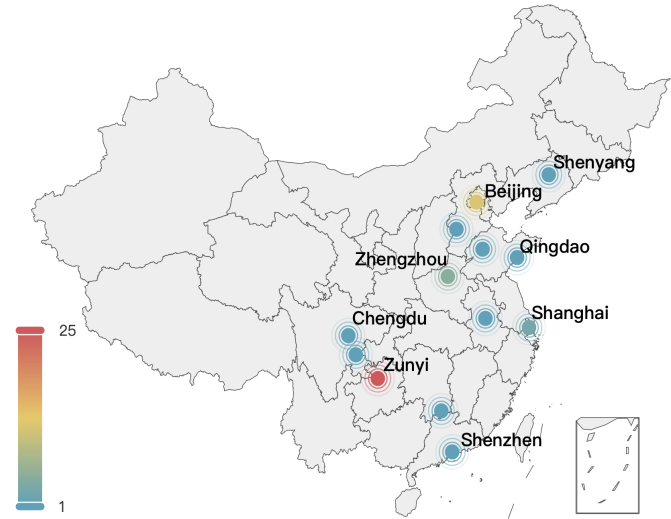 Shenyang
Beijing
Qingdao
Zhengzhou
Shanghai
Chengdu
25
Zunyi
Shenzhen
1